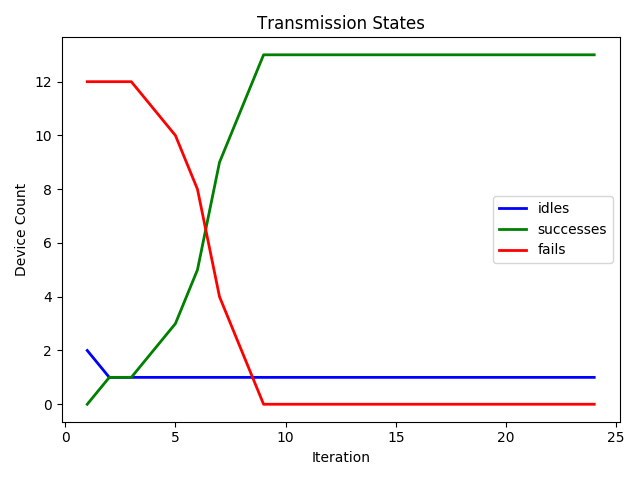 Transmission States
Device Count
12
10
8
6
4
2
0
idles
successes
fails
0 5 10 15 20 25
Iteration